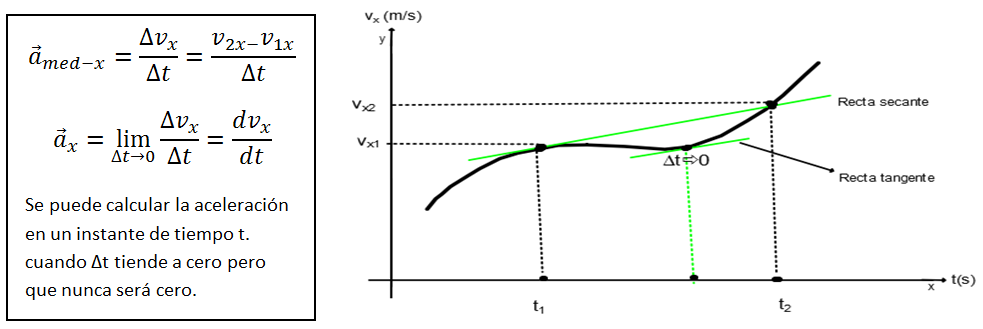 a⃗ₘₑd₋ₓ = Δvₓ/Δt = (v₂ₓ₋v₁ₓ)/Δt
a⃗ₓ = lim Δt→0 Δvₓ/Δt = dvₓ/dt
Se puede calcular la aceleración
en un instante de tiempo t.
cuando Δt tiende a cero pero
que nunca será cero.
vₓ (m/s)
y
Recta secante
vₓ₂
vₓ₁
Δt⇨0
Recta tangente
t(s)
x
t₁
t₂